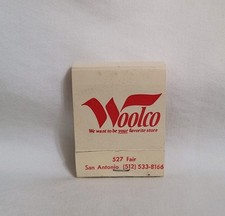 Woolco
We want to be your favorite store
527 Fair
San Antonio (512) 533-8166